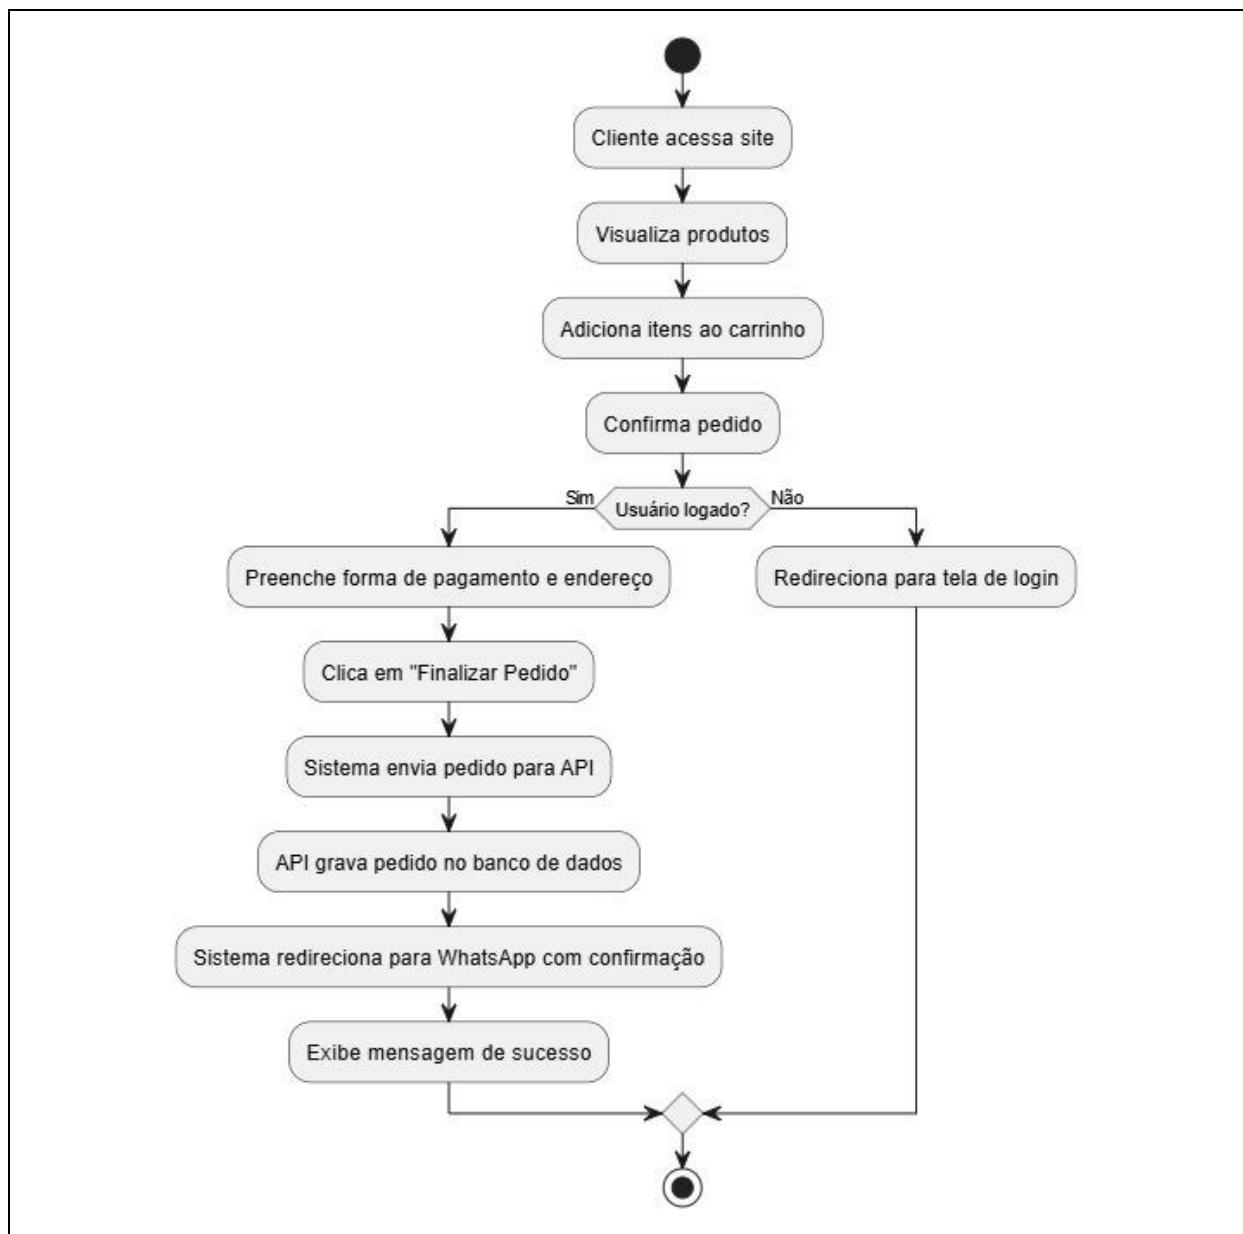 Cliente acessa site
Visualiza produtos
Adiciona itens ao carrinho
Confirma pedido
Sim
Usuário logado?
Não
Preenche forma de pagamento e endereço
Redireciona para tela de login
Clica em "Finalizar Pedido"
Sistema envia pedido para API
API grava pedido no banco de dados
Sistema redireciona para WhatsApp com confirmação
Exibe mensagem de sucesso